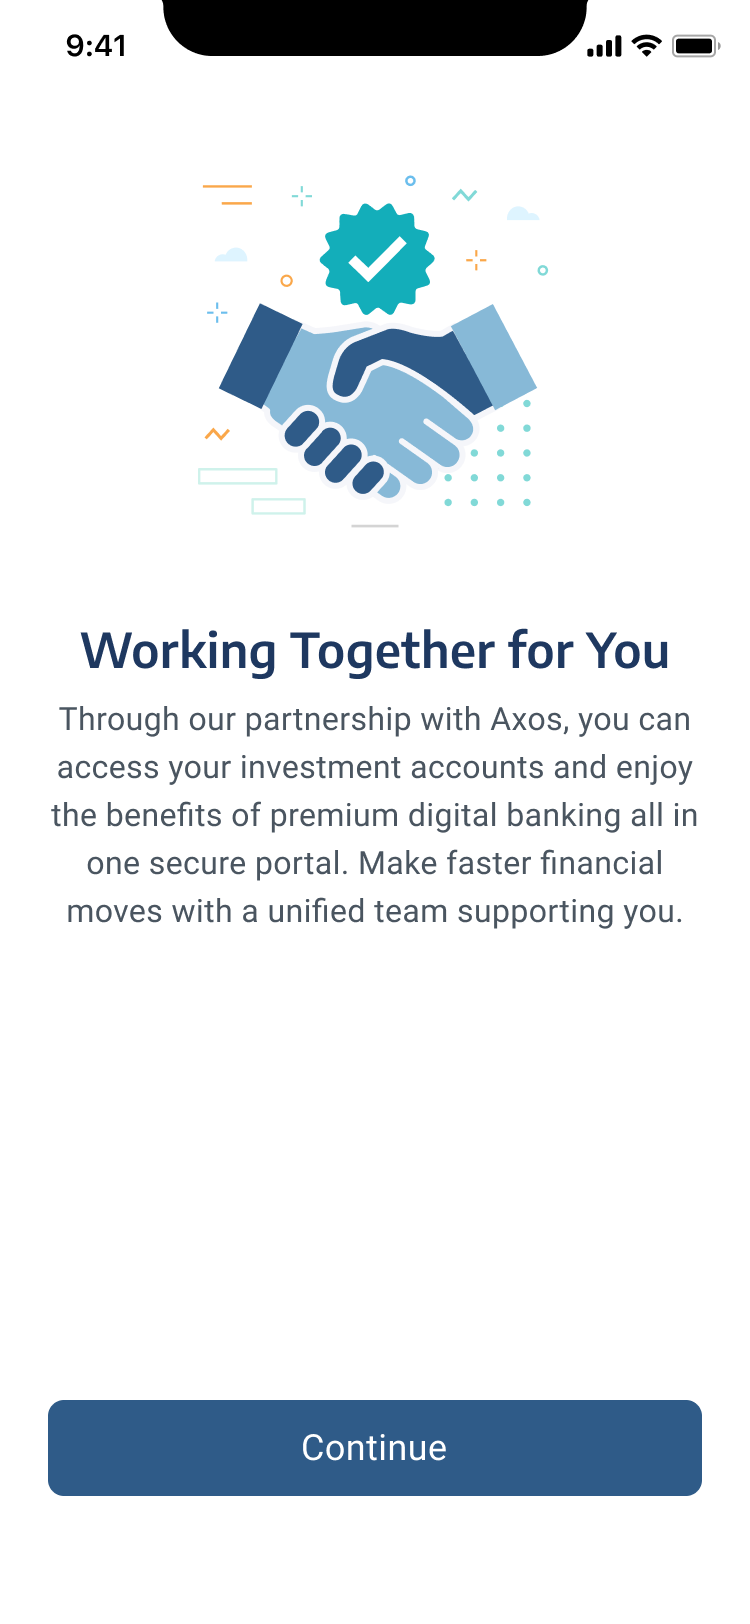 9:41
Working Together for You
Through our partnership with Axos, you can
access your investment accounts and enjoy
the benefits of premium digital banking all in
one secure portal. Make faster financial
moves with a unified team supporting you.
Continue